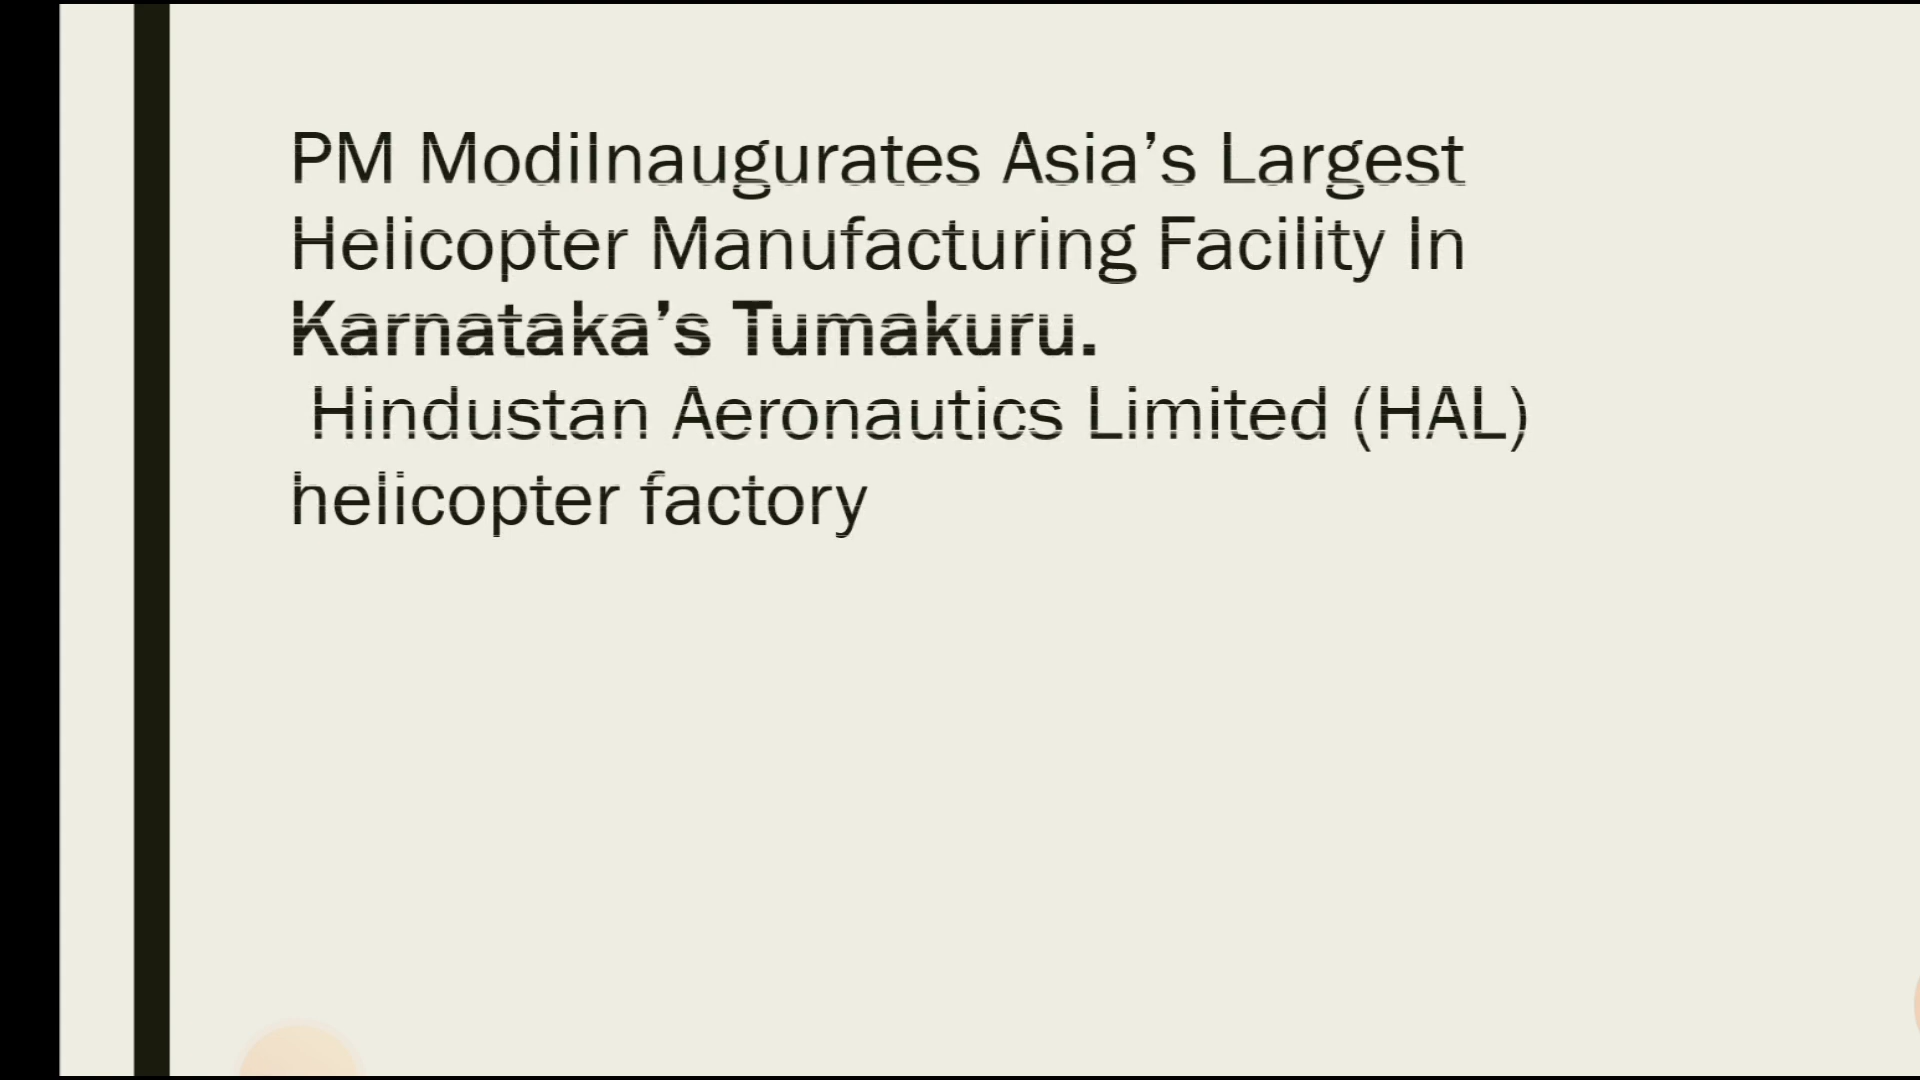 PM ModiInaugurates Asia’s Largest
Helicopter Manufacturing Facility In
Karnataka’s Tumakuru.
Hindustan Aeronautics Limited (HAL)
helicopter factory